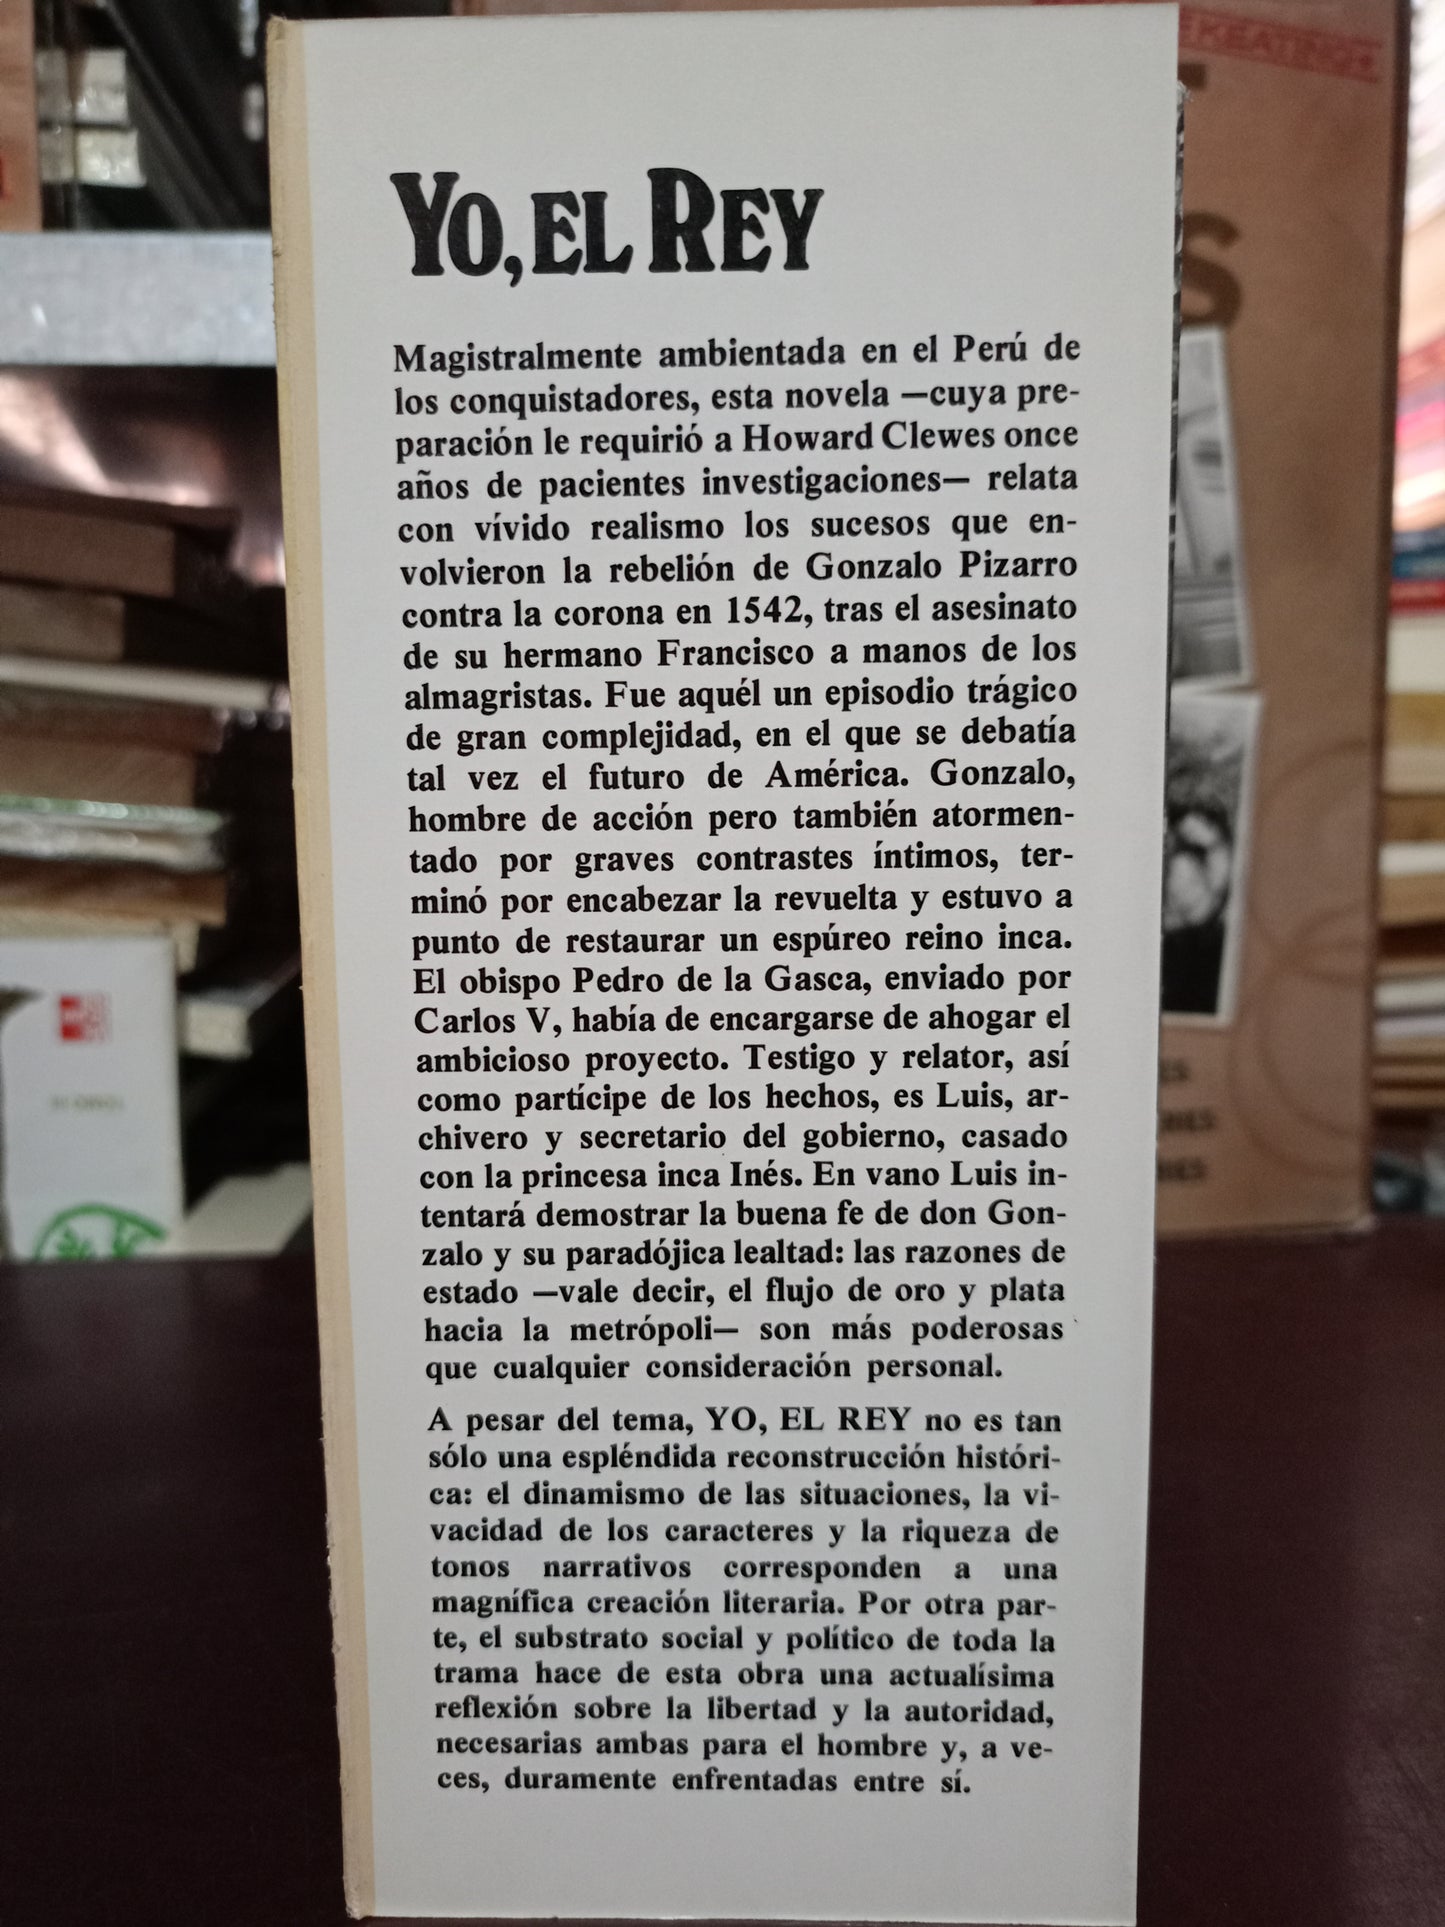 YO, EL REY
Magistralmente ambientada en el Perú de
los conquistadores, esta novela —cuya pre-
paración le requirió a Howard Clewes once
años de pacientes investigaciones— relata
con vívido realismo los sucesos que en-
volvieron la rebelión de Gonzalo Pizarro
contra la corona en 1542, tras el asesinato
de su hermano Francisco a manos de los
almagristas. Fue aquél un episodio trágico
de gran complejidad, en el que se debatía
tal vez el futuro de América. Gonzalo,
hombre de acción pero también atormen-
tado por graves contrastes íntimos, ter-
minó por encabezar la revuelta y estuvo a
punto de restaurar un espúreo reino inca.
El obispo Pedro de la Gasca, enviado por
Carlos V, había de encargarse de ahogar el
ambicioso proyecto. Testigo y relator, así
como partícipe de los hechos, es Luis, ar-
chivero y secretario del gobierno, casado
con la princesa inca Inés. En vano Luis in-
tentará demostrar la buena fe de don Gon-
zalo y su paradójica lealtad: las razones de
estado —vale decir, el flujo de oro y plata
hacia la metrópoli— son más poderosas
que cualquier consideración personal.
A pesar del tema, YO, EL REY no es tan
sólo una espléndida reconstrucción históri-
ca: el dinamismo de las situaciones, la vi-
vacidad de los caracteres y la riqueza de
tonos narrativos corresponden a una
magnífica creación literaria. Por otra par-
te, el substrato social y político de toda la
trama hace de esta obra una actualísima
reflexión sobre la libertad y la autoridad,
necesarias ambas para el hombre y, a ve-
ces, duramente enfrentadas entre sí.